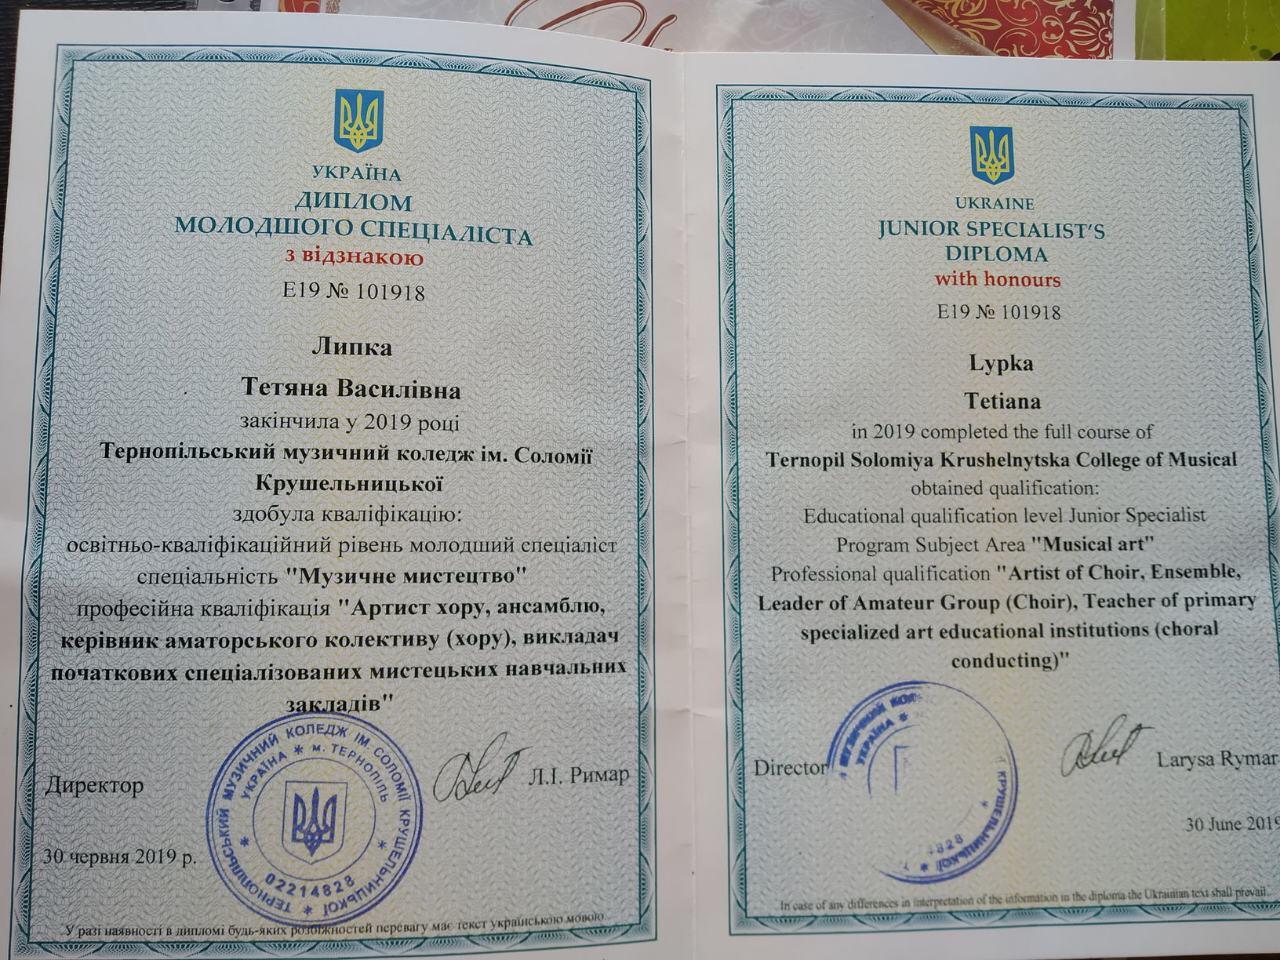 УКРАЇНА
ДИПЛОМ
МОЛОДШОГО СПЕЦІАЛІСТА
з відзнакою
Е19 № 101918
Липка
Тетяна Василівна
закінчила у 2019 році
Тернопільський музичний коледж ім. Соломії
Крушельницької
здобула кваліфікацію:
освітньо-кваліфікаційний рівень молодший спеціаліст
спеціальність "Музичне мистецтво"
професійна кваліфікація "Артист хору, ансамблю,
керівник аматорського колективу (хору), викладач
початкових спеціалізованих мистецьких навчальних
закладів"
Директор
Л.І. Римар
30 червня 2019 р.
ТЕРНОПІЛЬСЬКИЙ МУЗИЧНИЙ КОЛЕДЖ ІМ СОЛОМІЇ КРУШЕЛЬНИЦЬКОЇ
УКРАЇНА * м. ТЕРНОПІЛЬ
02214828
У разі наявності в дипломі будь-яких розбіжностей перевагу має текст українською мовою
UKRAINE
JUNIOR SPECIALIST'S
DIPLOMA
with honours
E19 № 101918
Lypka
Tetiana
in 2019 completed the full course of
Ternopil Solomiya Krushelnytska College of Musical
obtained qualification:
Educational qualification level Junior Specialist
Program Subject Area "Musical art"
Professional qualification "Artist of Choir, Ensemble,
Leader of Amateur Group (Choir), Teacher of primary
specialized art educational institutions (choral
conducting)"
Director
Larysa Rymar
30 June 2019
МУЗИЧНИЙ КОЛ
УКРАЇНА *
КРУШЕЛЬНИЦЬКОЇ
828
In case of any differences in interpretation of the information in the diploma the Ukrainian text shall prevail.